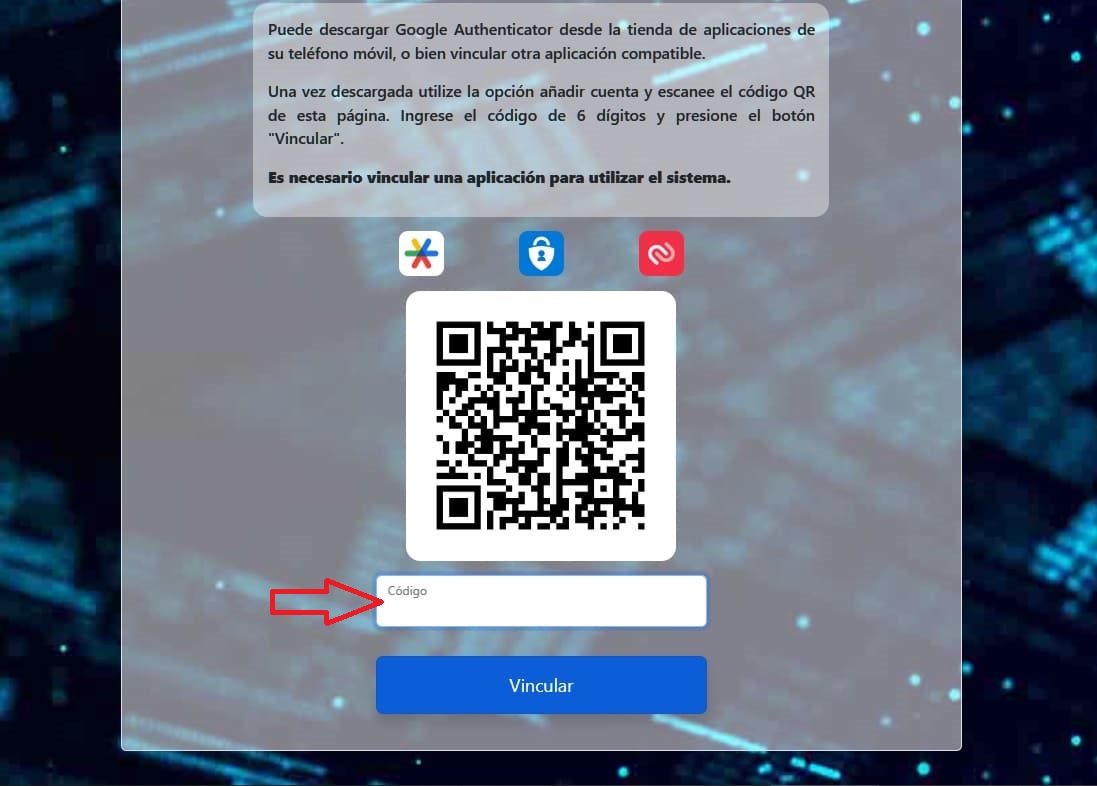 Puede descargar Google Authenticator desde la tienda de aplicaciones de
su teléfono móvil, o bien vincular otra aplicación compatible.
Una vez descargada utilize la opción añadir cuenta y escanee el código QR
de esta página. Ingrese el código de 6 dígitos y presione el botón
"Vincular".
Es necesario vincular una aplicación para utilizar el sistema.
Código
Vincular